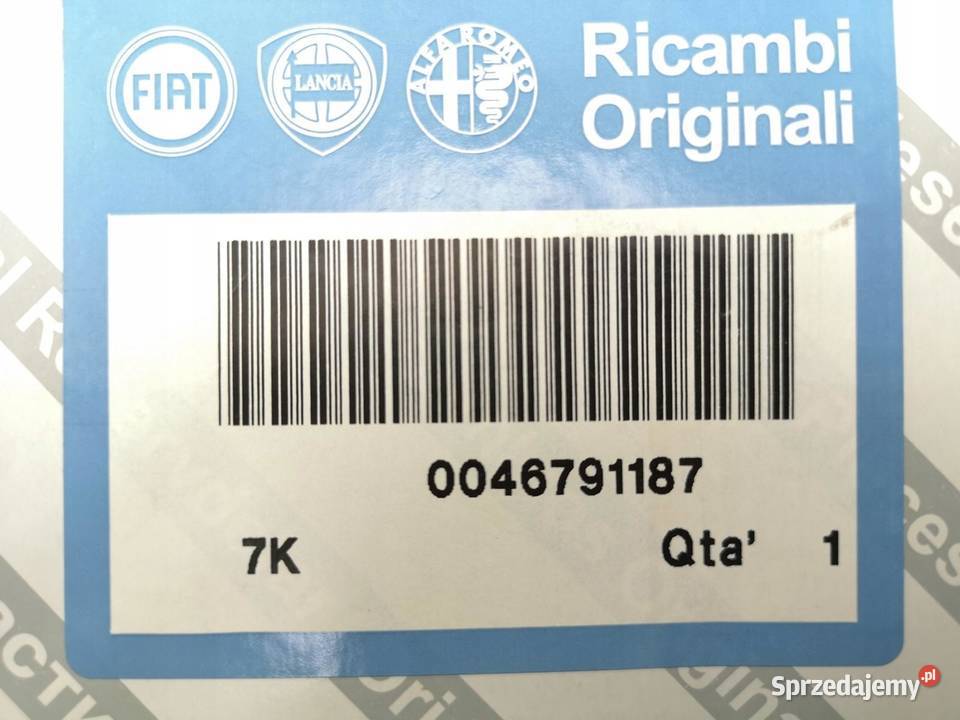 FIAT
LANCIA
ALFA ROMEO
Ricambi
Originali
0046791187
7K
Qta' 1
Sprzedajemy.pl